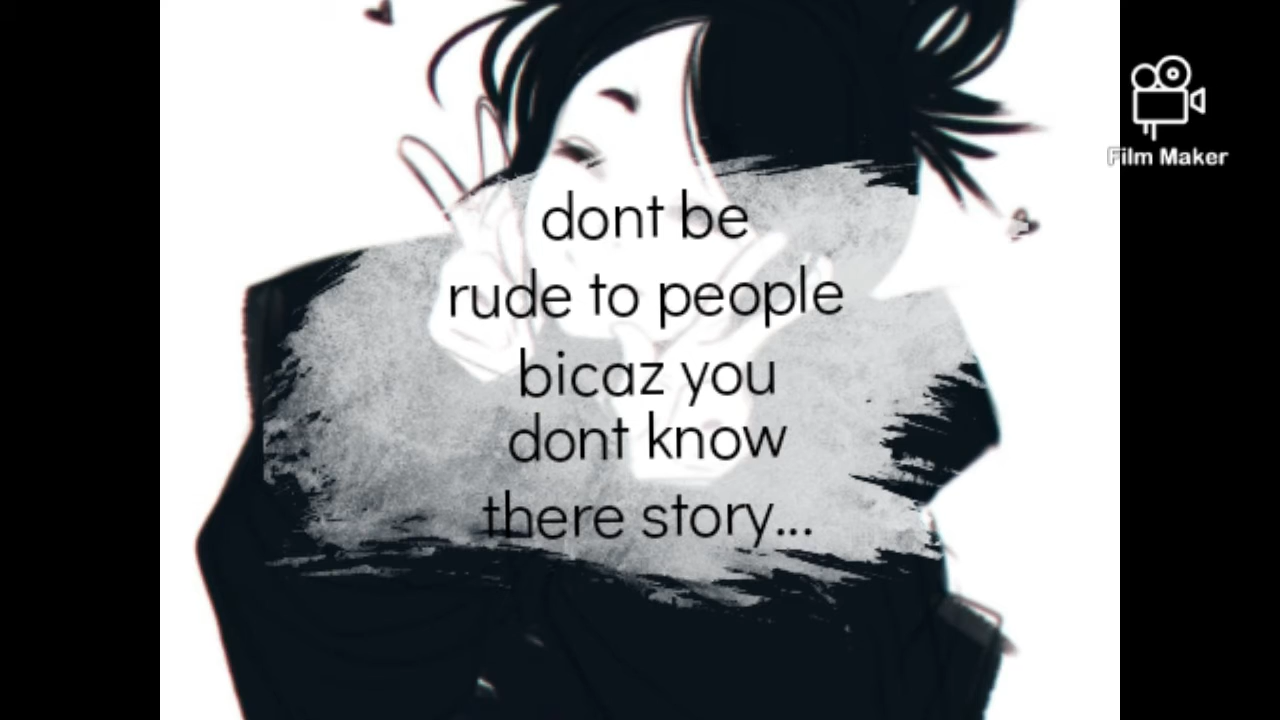 Film Maker
dont be
rude to people
bicaz you
dont know
there story...